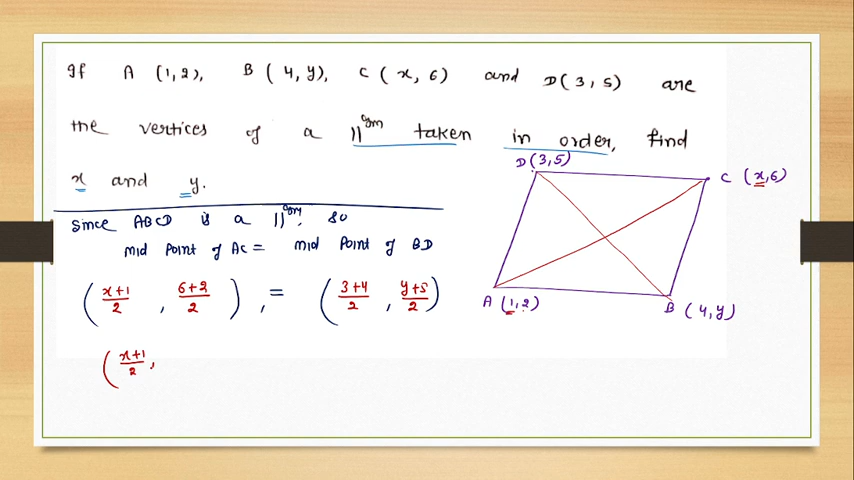 If A (1,2), B (4,y), C (x,6) and D(3,5) are
the vertices of a ||gm taken in order, find
x and y.
D(3,5)
C (x,6)
Since ABCD is a ||gm, so
mid Point of AC = mid Point of BD
(x+1/2, 6+2/2), = (3+4/2, y+5/2)
A (1,2)
B (4,y)
(x+1/2,